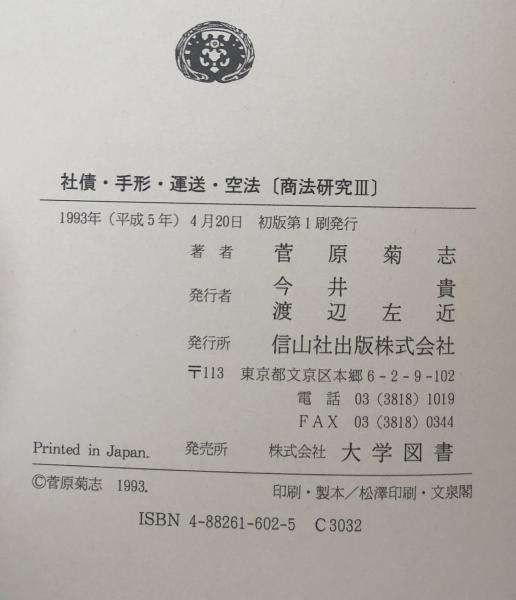 社債・手形・運送・空法〔商法研究Ⅲ〕
1993年（平成5年）4月20日 初版第1刷発行
著者 菅原菊志
発行者 今井貴
渡辺左近
発行所 信山社出版株式会社
〒113 東京都文京区本郷6-2-9-102
電話 03(3818)1019
FAX 03(3818)0344
Printed in Japan. 発売所 株式会社 大学図書
©菅原菊志 1993. 印刷・製本／松澤印刷・文泉閣
ISBN 4-88261-602-5 C3032